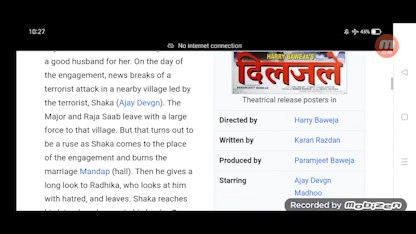 10:27
43%
No internet connection
a good husband for her. On the day of
the engagement, news breaks of a
terrorist attack in a nearby village led
by the terrorist, Shaka (Ajay Devgn). The
Major and Raja Saab leave with a
large force to that village. But that turns out to
be a ruse as Shaka comes to the place
of the engagement and burns the
marriage Mandap (hall). Then he gives a
long look to Radhika, who looks at him
with hatred, and leaves. Shaka reaches
HARRY BAWEJA'S
दिलजले
Theatrical release posters in
Directed by Harry Baweja
Written by Karan Razdan
Produced by Paramjeet Baweja
Starring Ajay Devgn
Madhoo
Recorded by MOBIZEN